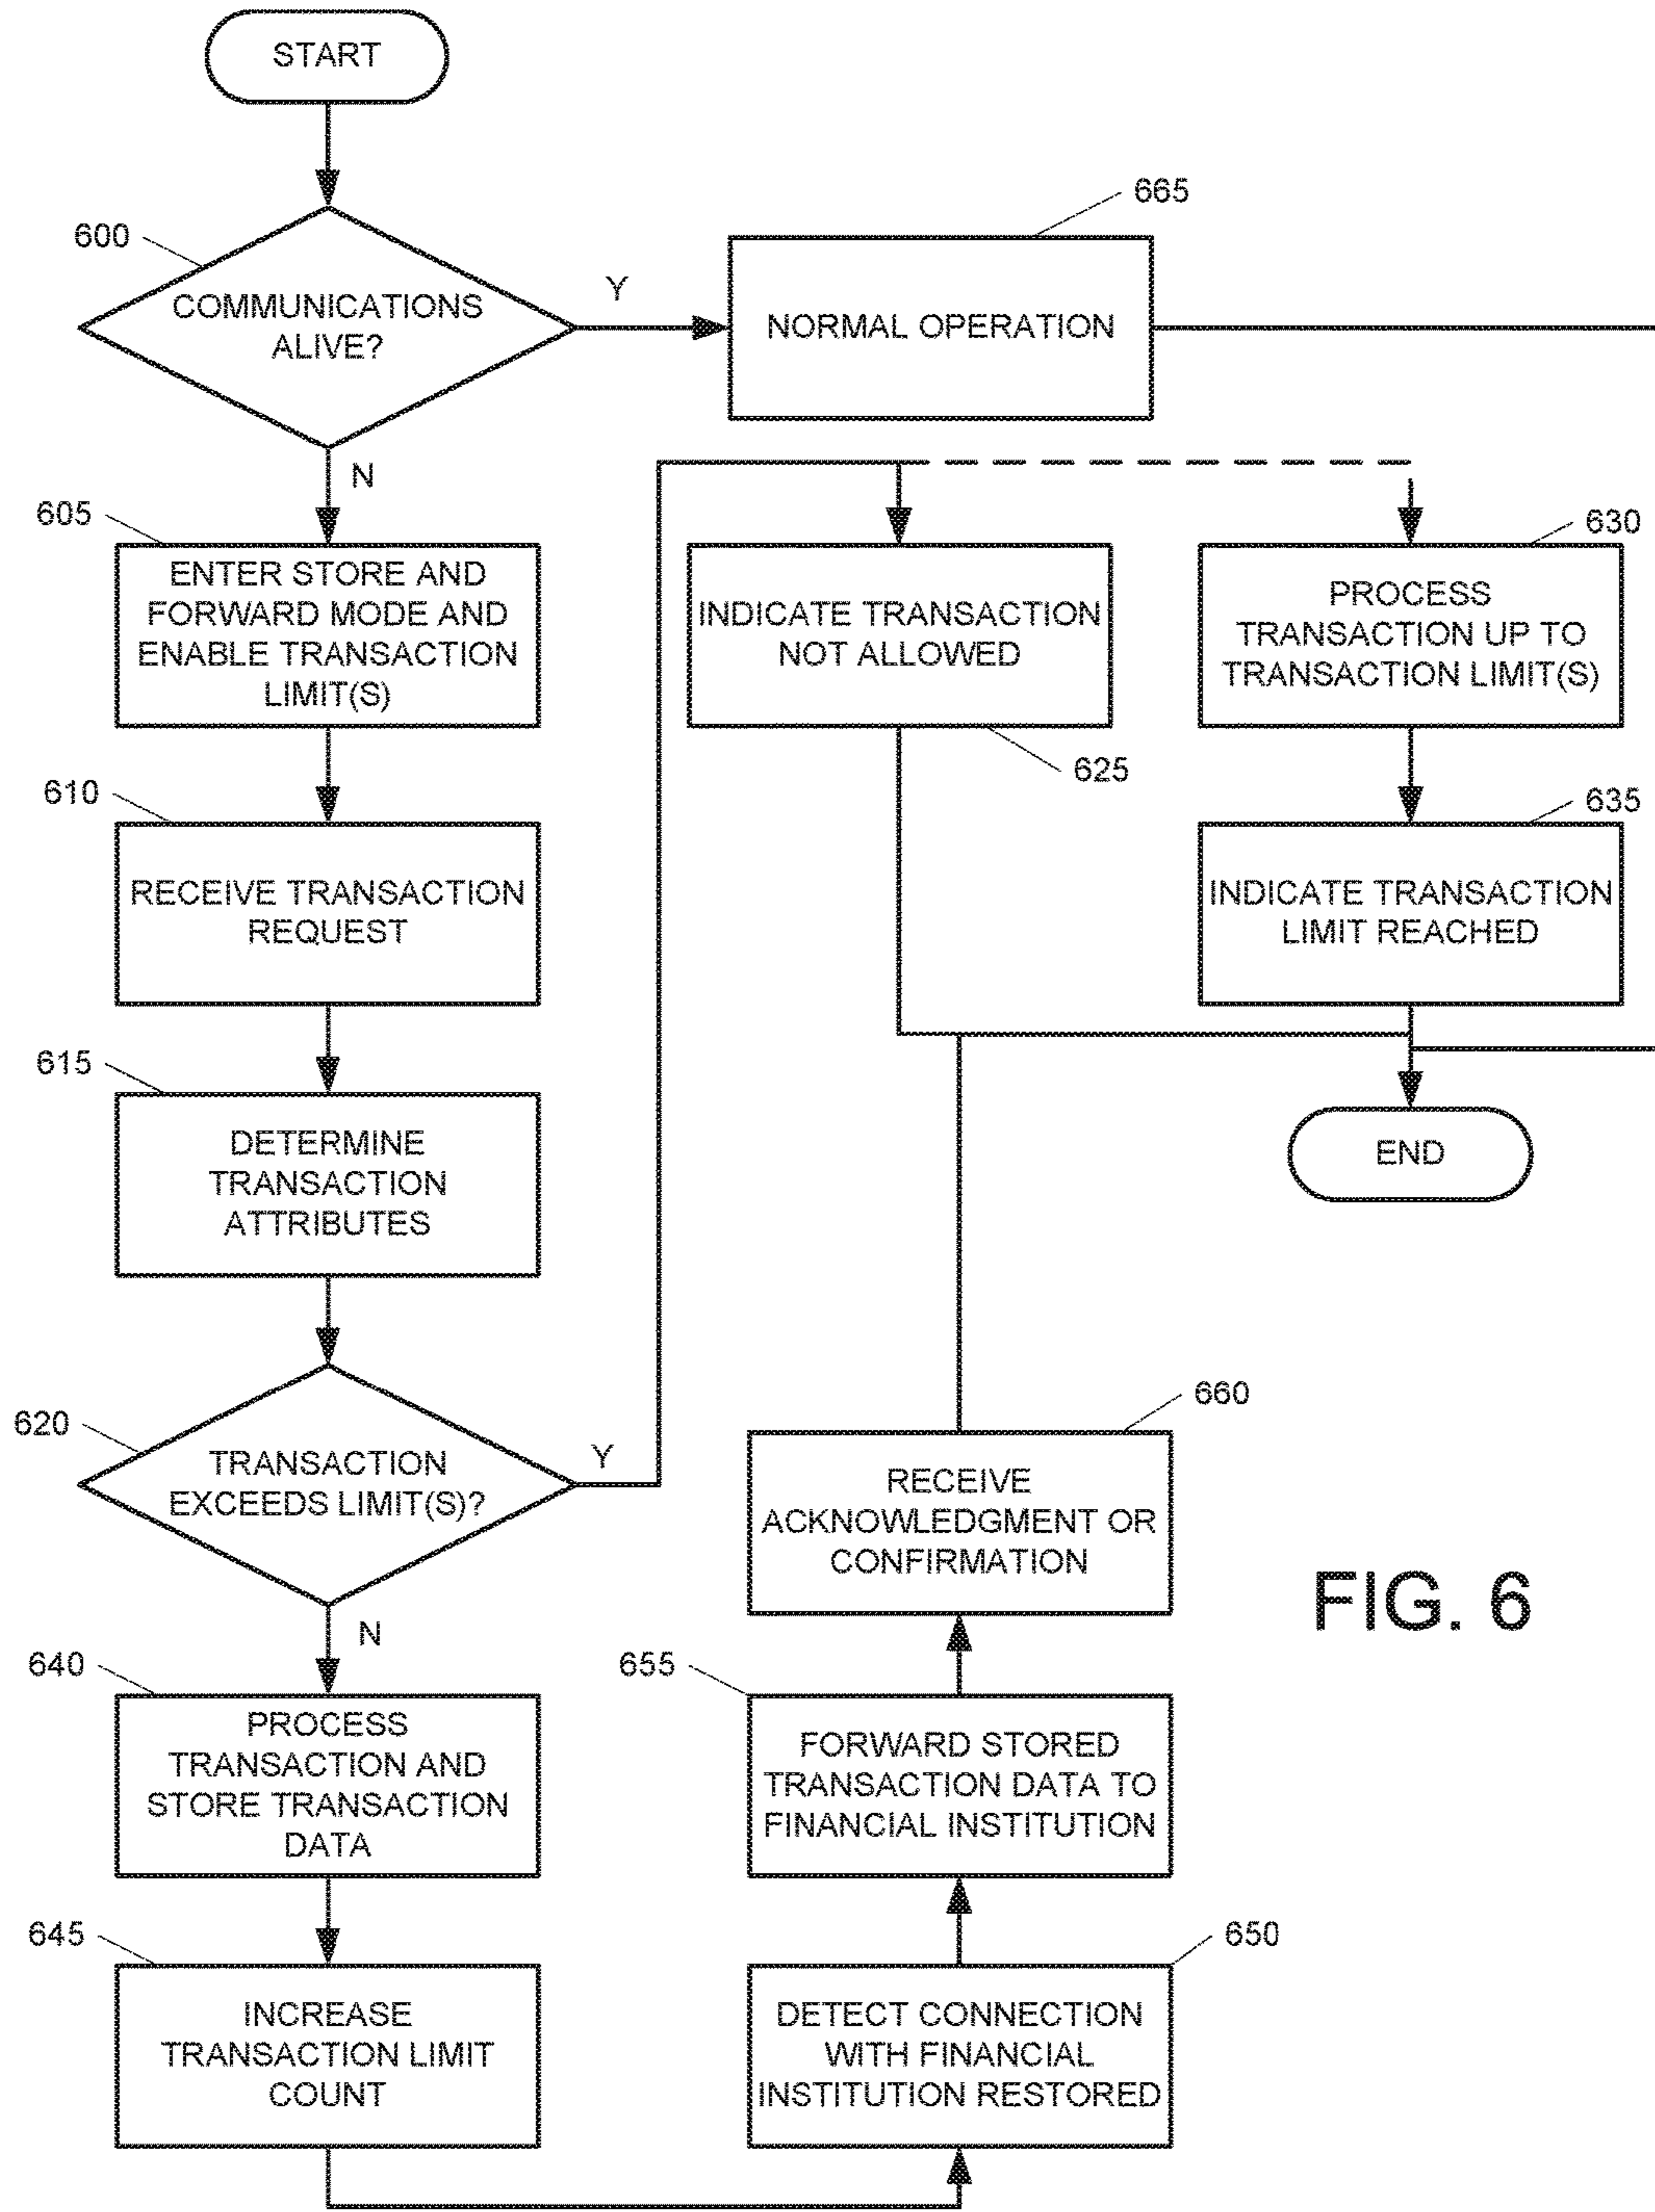 START
600
COMMUNICATIONS
ALIVE?
Y
N
665
NORMAL OPERATION
605
ENTER STORE AND
FORWARD MODE AND
ENABLE TRANSACTION
LIMIT(S)
INDICATE TRANSACTION
NOT ALLOWED
625
630
PROCESS
TRANSACTION UP TO
TRANSACTION LIMIT(S)
610
RECEIVE TRANSACTION
REQUEST
635
INDICATE TRANSACTION
LIMIT REACHED
615
DETERMINE
TRANSACTION
ATTRIBUTES
END
620
TRANSACTION
EXCEEDS LIMIT(S)?
Y
N
660
RECEIVE
ACKNOWLEDGMENT OR
CONFIRMATION
FIG. 6
640
PROCESS
TRANSACTION AND
STORE TRANSACTION
DATA
655
FORWARD STORED
TRANSACTION DATA TO
FINANCIAL INSTITUTION
645
INCREASE
TRANSACTION LIMIT
COUNT
650
DETECT CONNECTION
WITH FINANCIAL
INSTITUTION RESTORED